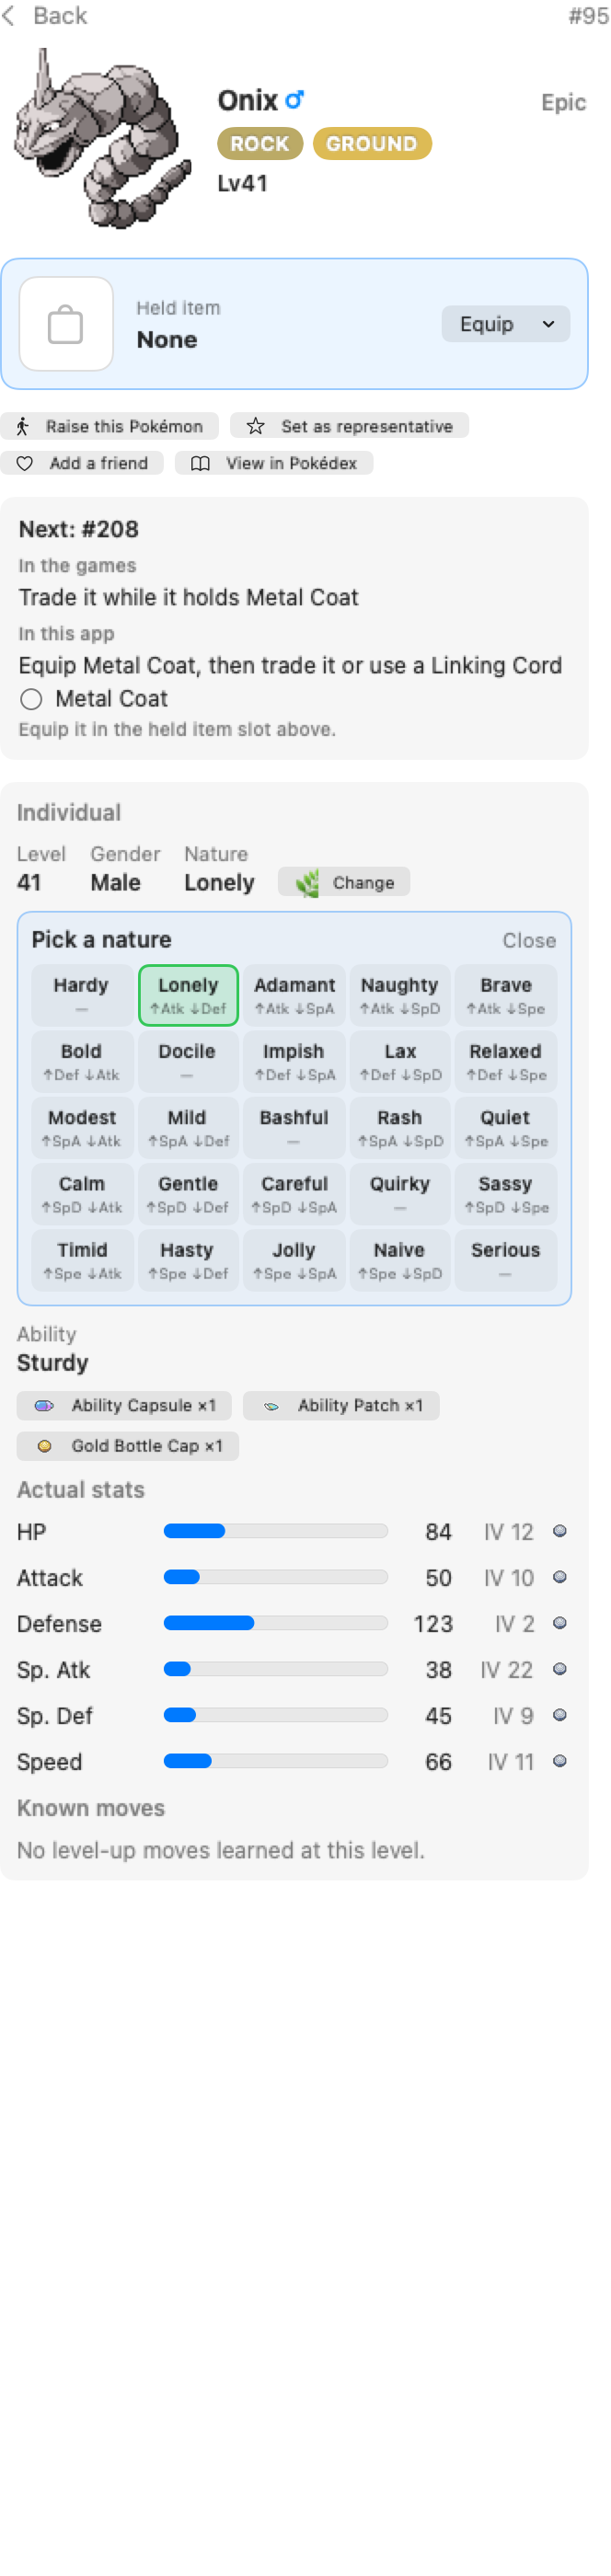 Back #95
Onix ♂ Epic
ROCK GROUND
Lv41
Held item
None
Equip
Raise this Pokémon Set as representative
Add a friend View in Pokédex
Next: #208
In the games
Trade it while it holds Metal Coat
In this app
Equip Metal Coat, then trade it or use a Linking Cord
Metal Coat
Equip it in the held item slot above.
Individual
Level Gender Nature
41 Male Lonely Change
Pick a nature Close
Hardy Lonely Adamant Naughty Brave
— ↑Atk ↓Def ↑Atk ↓SpA ↑Atk ↓SpD ↑Atk ↓Spe
Bold Docile Impish Lax Relaxed
↑Def ↓Atk — ↑Def ↓SpA ↑Def ↓SpD ↑Def ↓Spe
Modest Mild Bashful Rash Quiet
↑SpA ↓Atk ↑SpA ↓Def — ↑SpA ↓SpD ↑SpA ↓Spe
Calm Gentle Careful Quirky Sassy
↑SpD ↓Atk ↑SpD ↓Def ↑SpD ↓SpA — ↑SpD ↓Spe
Timid Hasty Jolly Naive Serious
↑Spe ↓Atk ↑Spe ↓Def ↑Spe ↓SpA ↑Spe ↓SpD —
Ability
Sturdy
Ability Capsule ×1 Ability Patch ×1
Gold Bottle Cap ×1
Actual stats
HP 84 IV 12
Attack 50 IV 10
Defense 123 IV 2
Sp. Atk 38 IV 22
Sp. Def 45 IV 9
Speed 66 IV 11
Known moves
No level-up moves learned at this level.